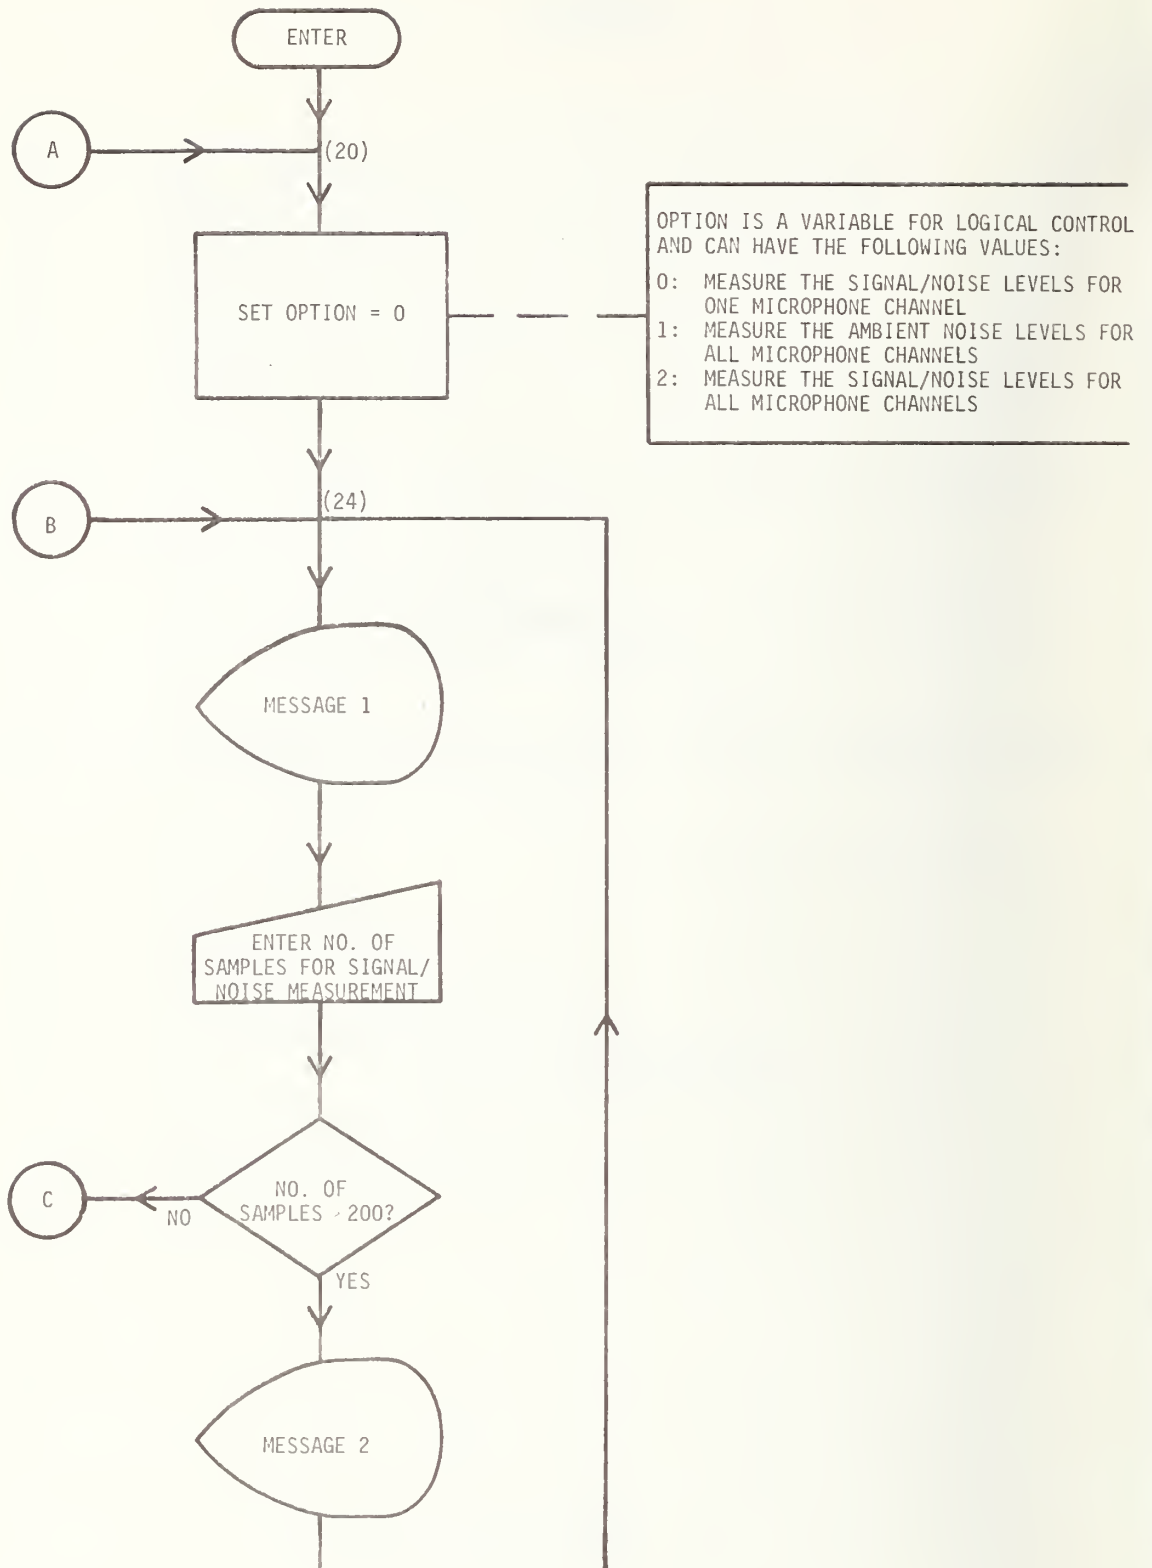 ENTER
A
(20)
SET OPTION = 0
OPTION IS A VARIABLE FOR LOGICAL CONTROL
AND CAN HAVE THE FOLLOWING VALUES:
0: MEASURE THE SIGNAL/NOISE LEVELS FOR
ONE MICROPHONE CHANNEL
1: MEASURE THE AMBIENT NOISE LEVELS FOR
ALL MICROPHONE CHANNELS
2: MEASURE THE SIGNAL/NOISE LEVELS FOR
ALL MICROPHONE CHANNELS
(24)
B
MESSAGE 1
ENTER NO. OF
SAMPLES FOR SIGNAL/
NOISE MEASUREMENT
C
NO
NO. OF
SAMPLES 200?
YES
MESSAGE 2